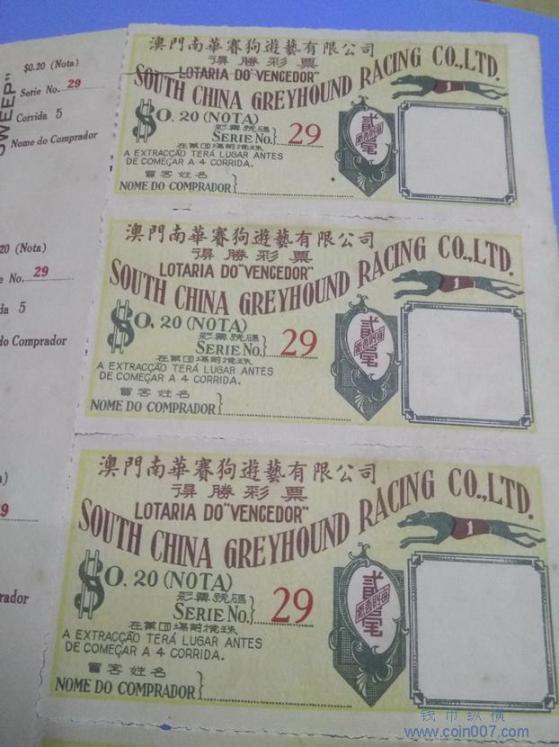 SWEEP"
$0.20 (Nota)
Serie No. 29
Corrida 5
Nome do Comprador
澳門南華賽狗遊藝有限公司
得勝彩票
LOTARIA DO "VENCEDOR"
SOUTH CHINA GREYHOUND RACING CO.,LTD.
$0.20 (NOTA)
彩票號碼
SERIE No.} 29
在第四場前攪珠
A EXTRACÇÃO TERÁ LUGAR ANTES
DE COMEÇAR A 4 CORRIDA.
買客姓名
NOME DO COMPRADOR}
貳毫
20 (Nota)
e No. 29
da 5
do Comprador
澳門南華賽狗遊藝有限公司
得勝彩票
LOTARIA DO "VENCEDOR"
SOUTH CHINA GREYHOUND RACING CO.,LTD.
1
$0.20 (NOTA)
彩票號碼
SERIE No.} 29
在第四場前攪珠
A EXTRACÇÃO TERÁ LUGAR ANTES
DE COMEÇAR A 4 CORRIDA.
買客姓名
NOME DO COMPRADOR}
貳毫
)
9
rador
澳門南華賽狗遊藝有限公司
得勝彩票
LOTARIA DO "VENCEDOR"
SOUTH CHINA GREYHOUND RACING CO.,LTD.
1
$0.20 (NOTA)
彩票號碼
SERIE No.} 29
在第四場前攪珠
A EXTRACÇÃO TERÁ LUGAR ANTES
DE COMEÇAR A 4 CORRIDA.
買客姓名
NOME DO COMPRADOR}
貳毫
钱币纵横
www.coin007.com